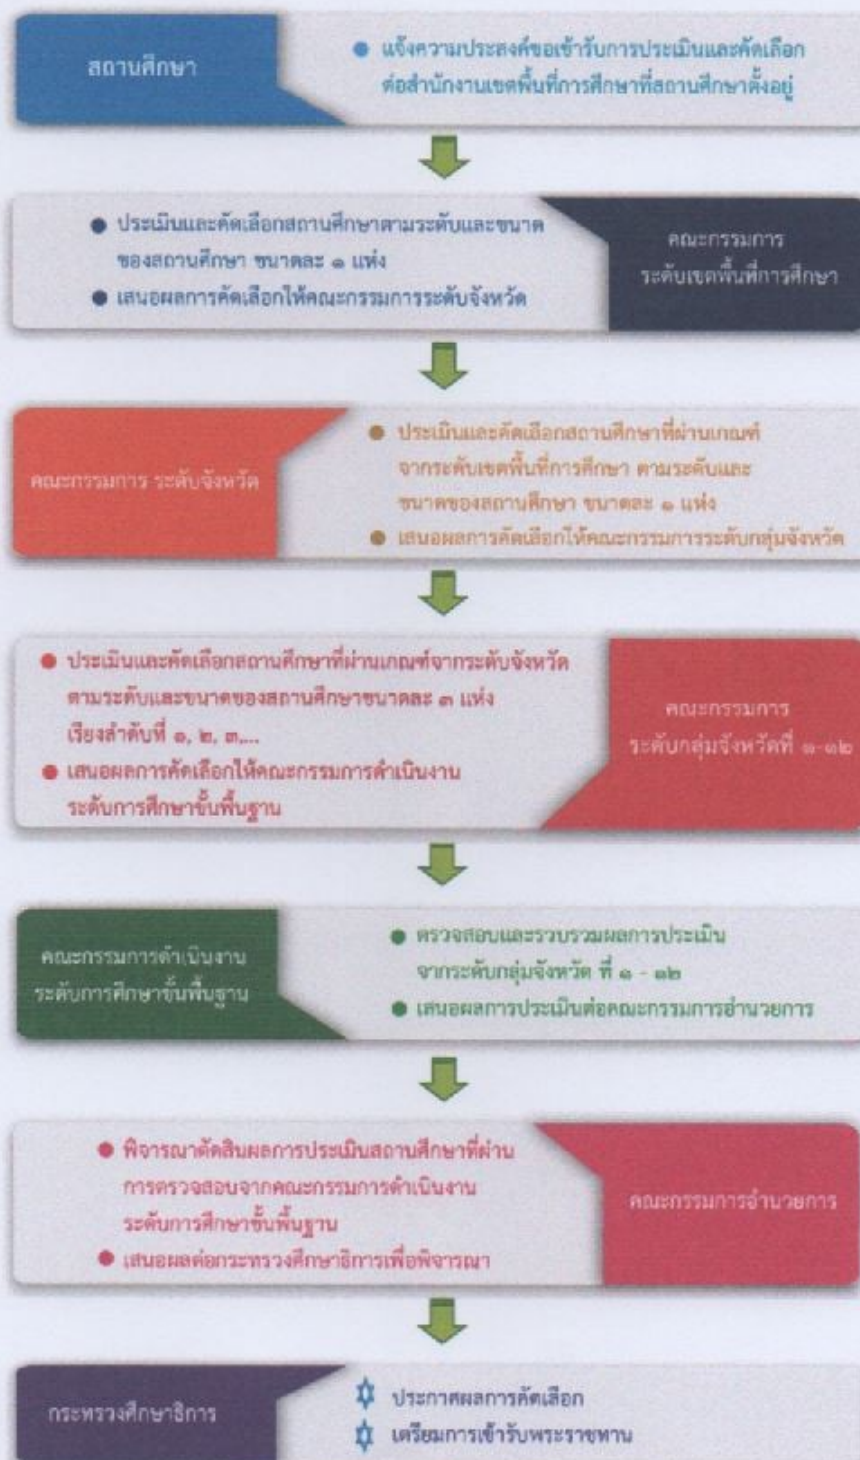 สถานศึกษา
● แจ้งความประสงค์ขอเข้ารับการประเมินและคัดเลือก
ต่อสำนักงานเขตพื้นที่การศึกษาที่สถานศึกษาตั้งอยู่
● ประเมินและคัดเลือกสถานศึกษาตามระดับและขนาด
ของสถานศึกษา ขนาดละ ๑ แห่ง
● เสนอผลการคัดเลือกให้คณะกรรมการระดับจังหวัด
คณะกรรมการ
ระดับเขตพื้นที่การศึกษา
คณะกรรมการ ระดับจังหวัด
● ประเมินและคัดเลือกสถานศึกษาที่ผ่านเกณฑ์
จากระดับเขตพื้นที่การศึกษา ตามระดับและ
ขนาดของสถานศึกษา ขนาดละ ๑ แห่ง
● เสนอผลการคัดเลือกให้คณะกรรมการระดับกลุ่มจังหวัด
● ประเมินและคัดเลือกสถานศึกษาที่ผ่านเกณฑ์จากระดับจังหวัด
ตามระดับและขนาดของสถานศึกษาขนาดละ ๓ แห่ง
เรียงลำดับที่ ๑, ๒, ๓,...
● เสนอผลการคัดเลือกให้คณะกรรมการดำเนินงาน
ระดับการศึกษาขั้นพื้นฐาน
คณะกรรมการ
ระดับกลุ่มจังหวัดที่ ๑-๑๒
คณะกรรมการดำเนินงาน
ระดับการศึกษาขั้นพื้นฐาน
● ตรวจสอบและรวบรวมผลการประเมิน
จากระดับกลุ่มจังหวัด ที่ ๑ - ๑๒
● เสนอผลการประเมินต่อคณะกรรมการอำนวยการ
● พิจารณาตัดสินผลการประเมินสถานศึกษาที่ผ่าน
การตรวจสอบจากคณะกรรมการดำเนินงาน
ระดับการศึกษาขั้นพื้นฐาน
● เสนอผลต่อกระทรวงศึกษาธิการเพื่อพิจารณา
คณะกรรมการอำนวยการ
กระทรวงศึกษาธิการ
ประกาศผลการคัดเลือก
เตรียมการเข้ารับพระราชทาน